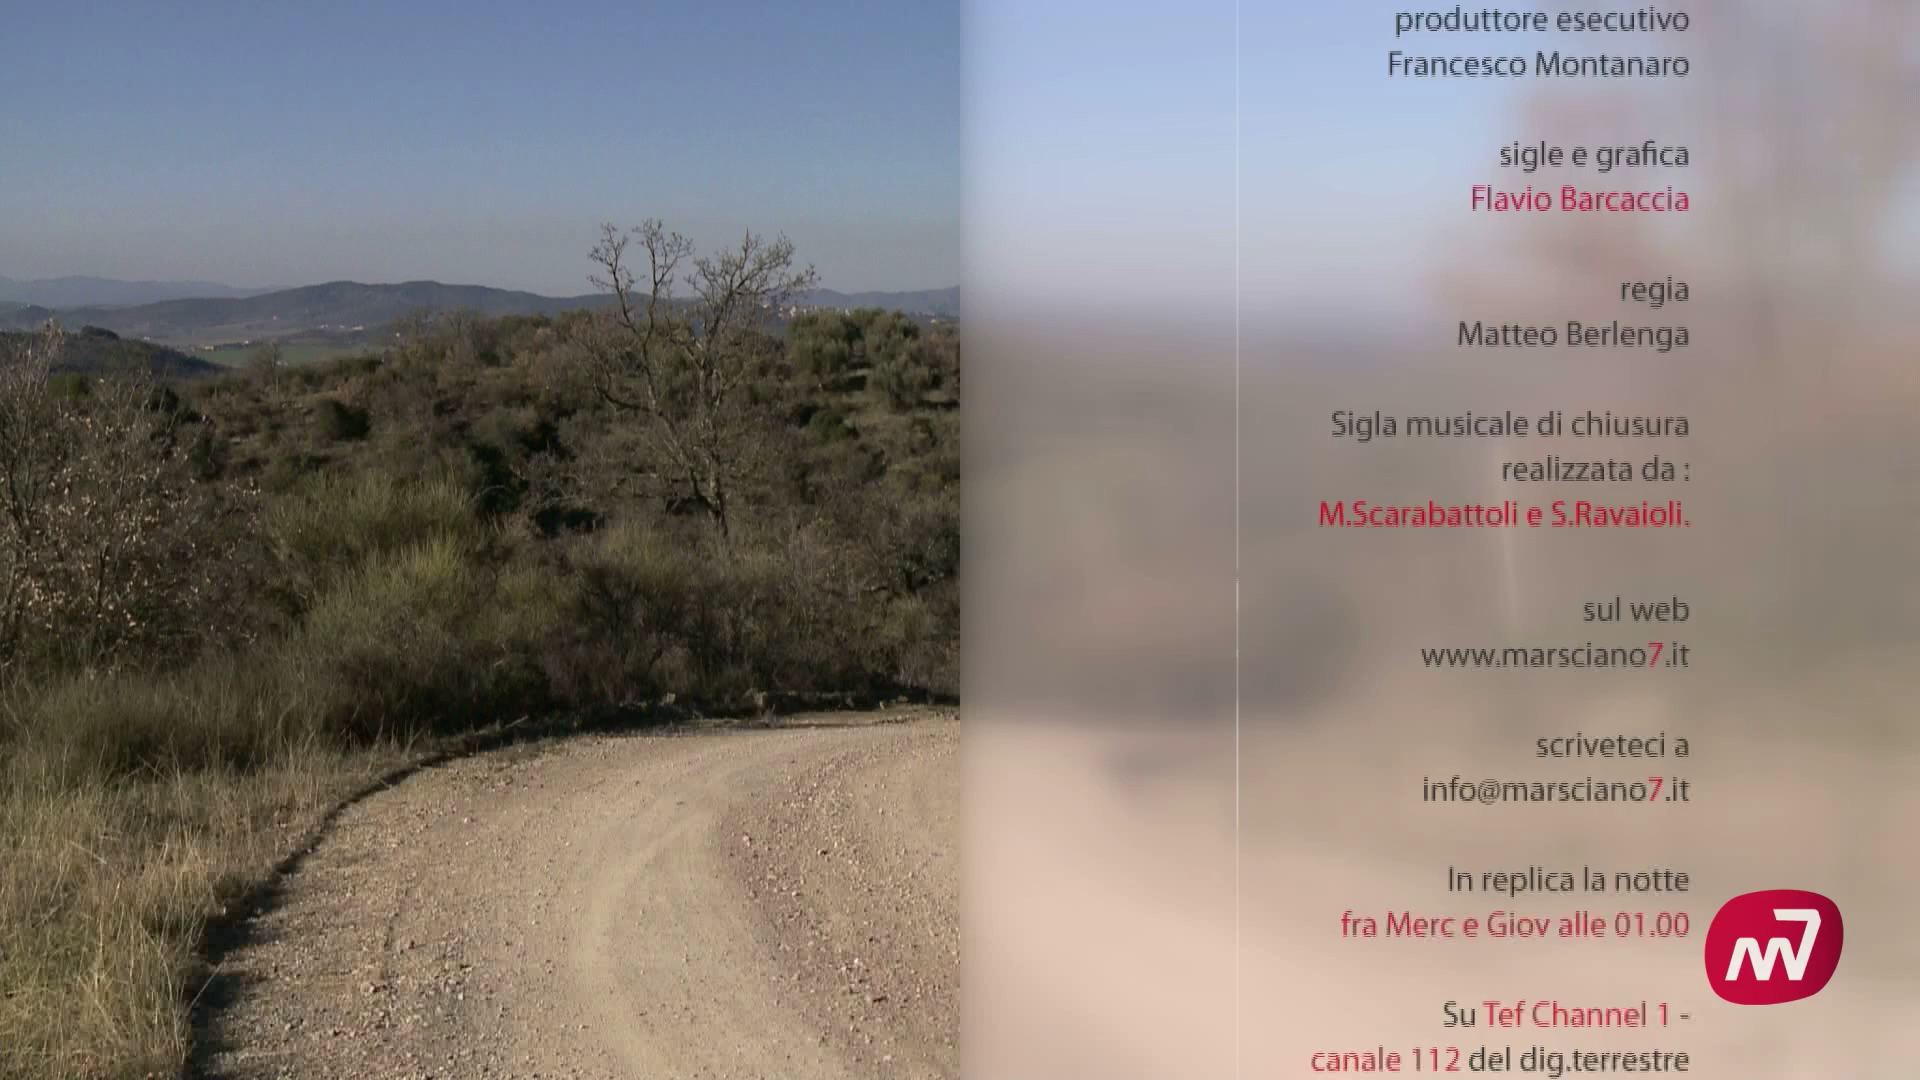 produttore esecutivo
Francesco Montanaro
sigle e grafica
Flavio Barcaccia
regia
Matteo Berlenga
Sigla musicale di chiusura
realizzata da :
M.Scarabattoli e S.Ravaioli.
sul web
www.marsciano7.it
scriveteci a
info@marsciano7.it
In replica la notte
fra Merc e Giov alle 01.00
m7
Su Tef Channel 1 -
canale 112 del dig.terrestre